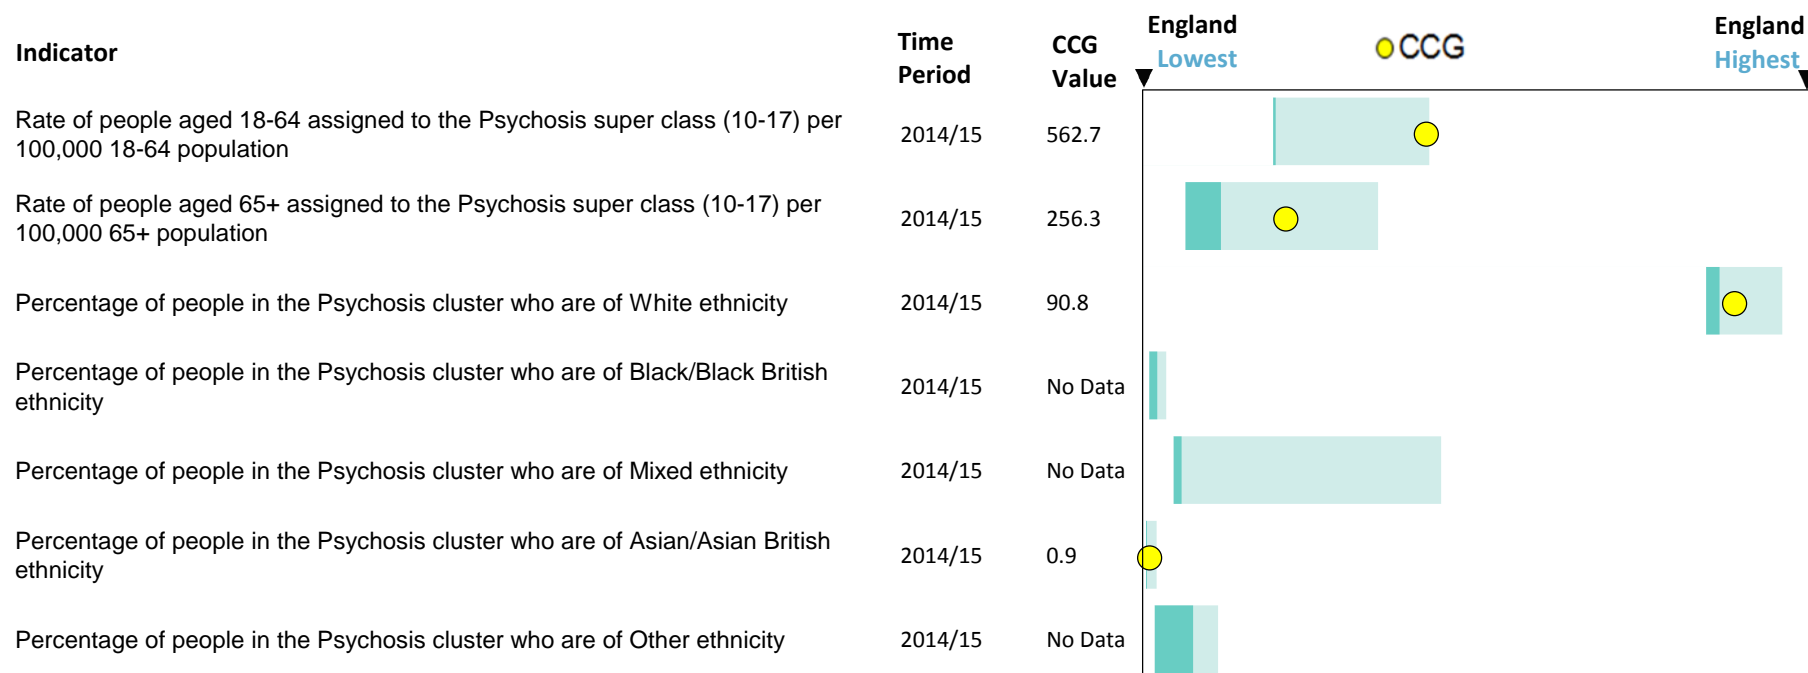 Indicator
Time Period
CCG Value
England Lowest
CCG
England Highest
Rate of people aged 18-64 assigned to the Psychosis super class (10-17) per
100,000 18-64 population
2014/15
562.7
Rate of people aged 65+ assigned to the Psychosis super class (10-17) per
100,000 65+ population
2014/15
256.3
Percentage of people in the Psychosis cluster who are of White ethnicity
2014/15
90.8
Percentage of people in the Psychosis cluster who are of Black/Black British
ethnicity
2014/15
No Data
Percentage of people in the Psychosis cluster who are of Mixed ethnicity
2014/15
No Data
Percentage of people in the Psychosis cluster who are of Asian/Asian British
ethnicity
2014/15
0.9
Percentage of people in the Psychosis cluster who are of Other ethnicity
2014/15
No Data